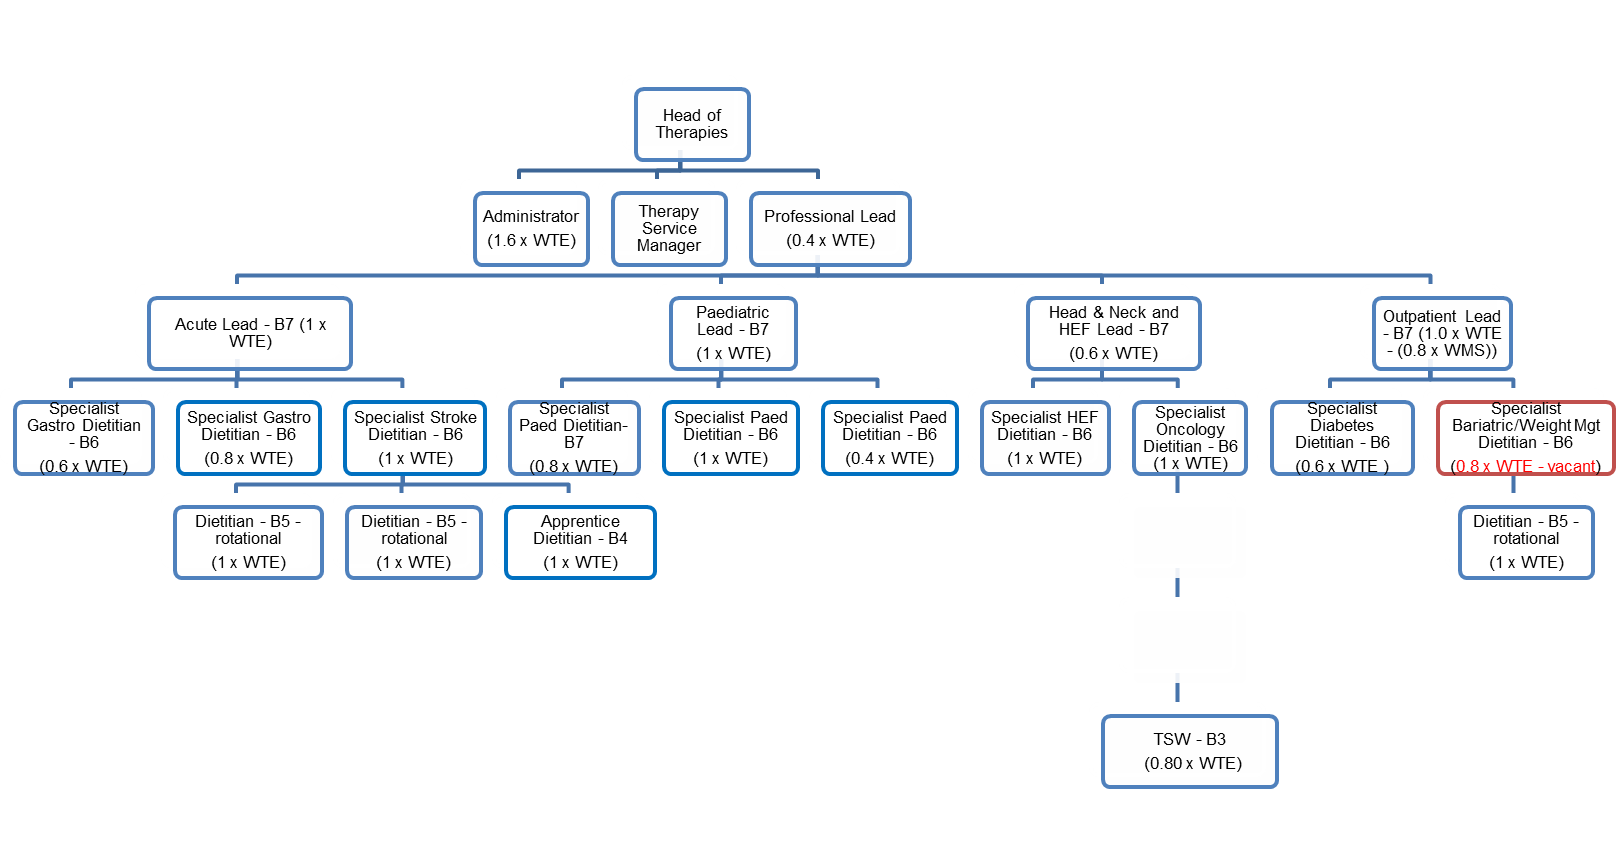 Head of
Therapies
Administrator
(1.6 x WTE)
Therapy
Service
Manager
Professional Lead
(0.4 x WTE)
Acute Lead - B7 (1 x
WTE)
Paediatric
Lead - B7
(1 x WTE)
Head & Neck and
HEF Lead - B7
(0.6 x WTE)
Outpatient Lead
- B7 (1.0 x WTE
- (0.8 x WMS))
Specialist
Gastro Dietitian
- B6
(0.6 x WTE)
Specialist Gastro
Dietitian - B6
(0.8 x WTE)
Specialist Stroke
Dietitian - B6
(1 x WTE)
Specialist
Paed Dietitian-
B7
(0.8 x WTE)
Specialist Paed
Dietitian - B6
(1 x WTE)
Specialist Paed
Dietitian - B6
(0.4 x WTE)
Specialist HEF
Dietitian - B6
(1 x WTE)
Specialist
Oncology
Dietitian - B6
(1 x WTE)
Specialist
Diabetes
Dietitian - B6
(0.6 x WTE )
Specialist
Bariatric/Weight Mgt
Dietitian - B6
(0.8 x WTE - vacant)
Dietitian - B5 -
rotational
(1 x WTE)
Dietitian - B5 -
rotational
(1 x WTE)
Apprentice
Dietitian - B4
(1 x WTE)
Dietitian - B5 -
rotational
(1 x WTE)
TSW - B3
(0.80 x WTE)